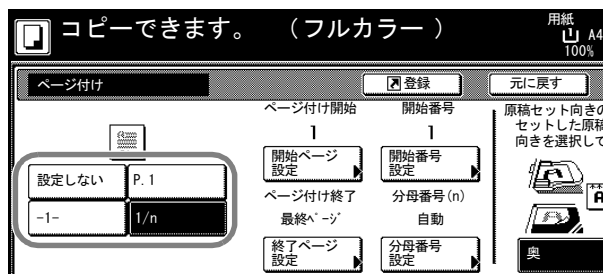 コピーできます。 （フルカラー ）
用紙
1 A4
100%
ページ付け
登録
元に戻す
ページ付け開始
1
開始ページ
設定
ページ付け終了
最終ページ
終了ページ
設定
開始番号
1
開始番号
設定
分母番号(n)
自動
分母番号
設定
設定しない
P.1
-1-
1/n
原稿セット向きの
セットした原稿
向きを選択して
A
奥